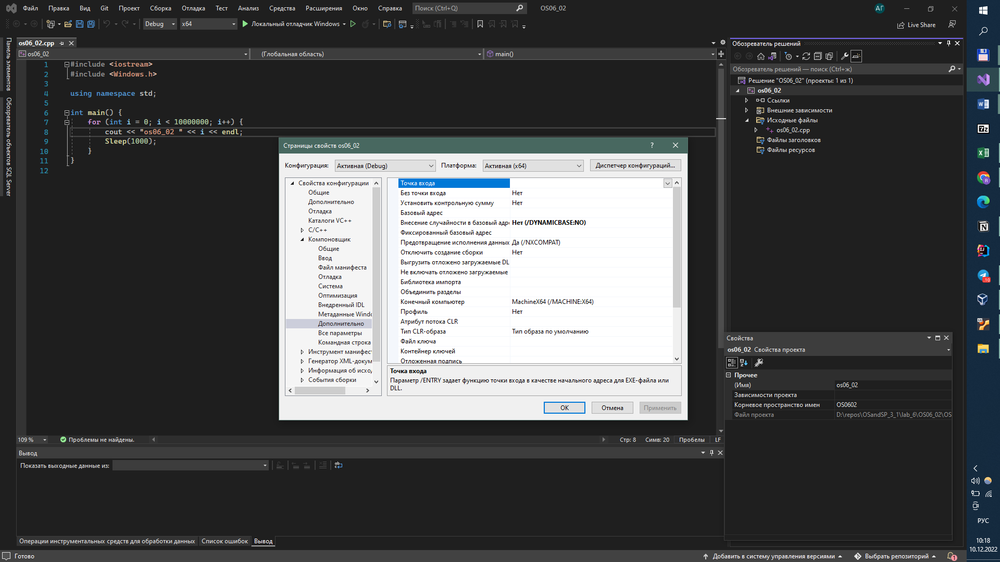 Файл Правка Вид Git Проект Сборка Отладка Тест Анализ Средства Расширения Окно Справка Поиск (Ctrl+Q) OS06_02 АГ
Debug x64 Локальный отладчик Windows Live Share
Панель элементов
Обозреватель объектов SQL Server
os06_02.cpp
os06_02 (Глобальная область) main()
1 #include <iostream>
2 #include <Windows.h>
3
4 using namespace std;
5
6 int main() {
7 for (int i = 0; i < 10000000; i++) {
8 cout << "os06_02 " << i << endl;
9 Sleep(1000);
10 }
11 }
12
Страницы свойств os06_02 ?
Конфигурация: Активная (Debug) Платформа: Активная (x64) Диспетчер конфигураций...
Свойства конфигурации
Общие
Дополнительно
Отладка
Каталоги VC++
C/C++
Компоновщик
Общие
Ввод
Файл манифеста
Отладка
Система
Оптимизация
Внедренный IDL
Метаданные Windo
Дополнительно
Все параметры
Командная строка
Инструмент манифест
Генератор XML-докум
Информация об исхо
События сборки
Точка входа
Без точки входа Нет
Установить контрольную сумму Нет
Базовый адрес
Внесение случайности в базовый адре Нет (/DYNAMICBASE:NO)
Фиксированный базовый адрес
Предотвращение исполнения данных Да (/NXCOMPAT)
Отключить создание сборки Нет
Выгрузить отложено загружаемые DL
Не включать отложено загружаемые
Библиотека импорта
Объединить разделы
Конечный компьютер MachineX64 (/MACHINE:X64)
Профиль Нет
Атрибут потока CLR
Тип CLR-образа Тип образа по умолчанию
Файл ключа
Контейнер ключей
Отложенная подпись
Точка входа
Параметр /ENTRY задает функцию точки входа в качестве начального адреса для EXE-файла или
DLL.
ОК Отмена Применить
109 % Проблемы не найдены. Стр: 8 Симв: 20 Пробелы LF
Вывод
Показать выходные данные из:
Операции инструментальных средств для обработки данных Список ошибок Вывод
Обозреватель решений
Обозреватель решений — поиск (Ctrl+ж)
Решение "OS06_02" (проекты: 1 из 1)
os06_02
Ссылки
Внешние зависимости
Исходные файлы
os06_02.cpp
Файлы заголовков
Файлы ресурсов
Свойства
os06_02 Свойства проекта
Прочее
(Имя) os06_02
Зависимости проекта
Корневое пространство имен OS0602
Файл проекта D:\repos\OSandSP_3_1\lab_6\OS06_02\OS
Готово Добавить в систему управления версиями Выбрать репозиторий 1
РУС
10:18
10.12.2022